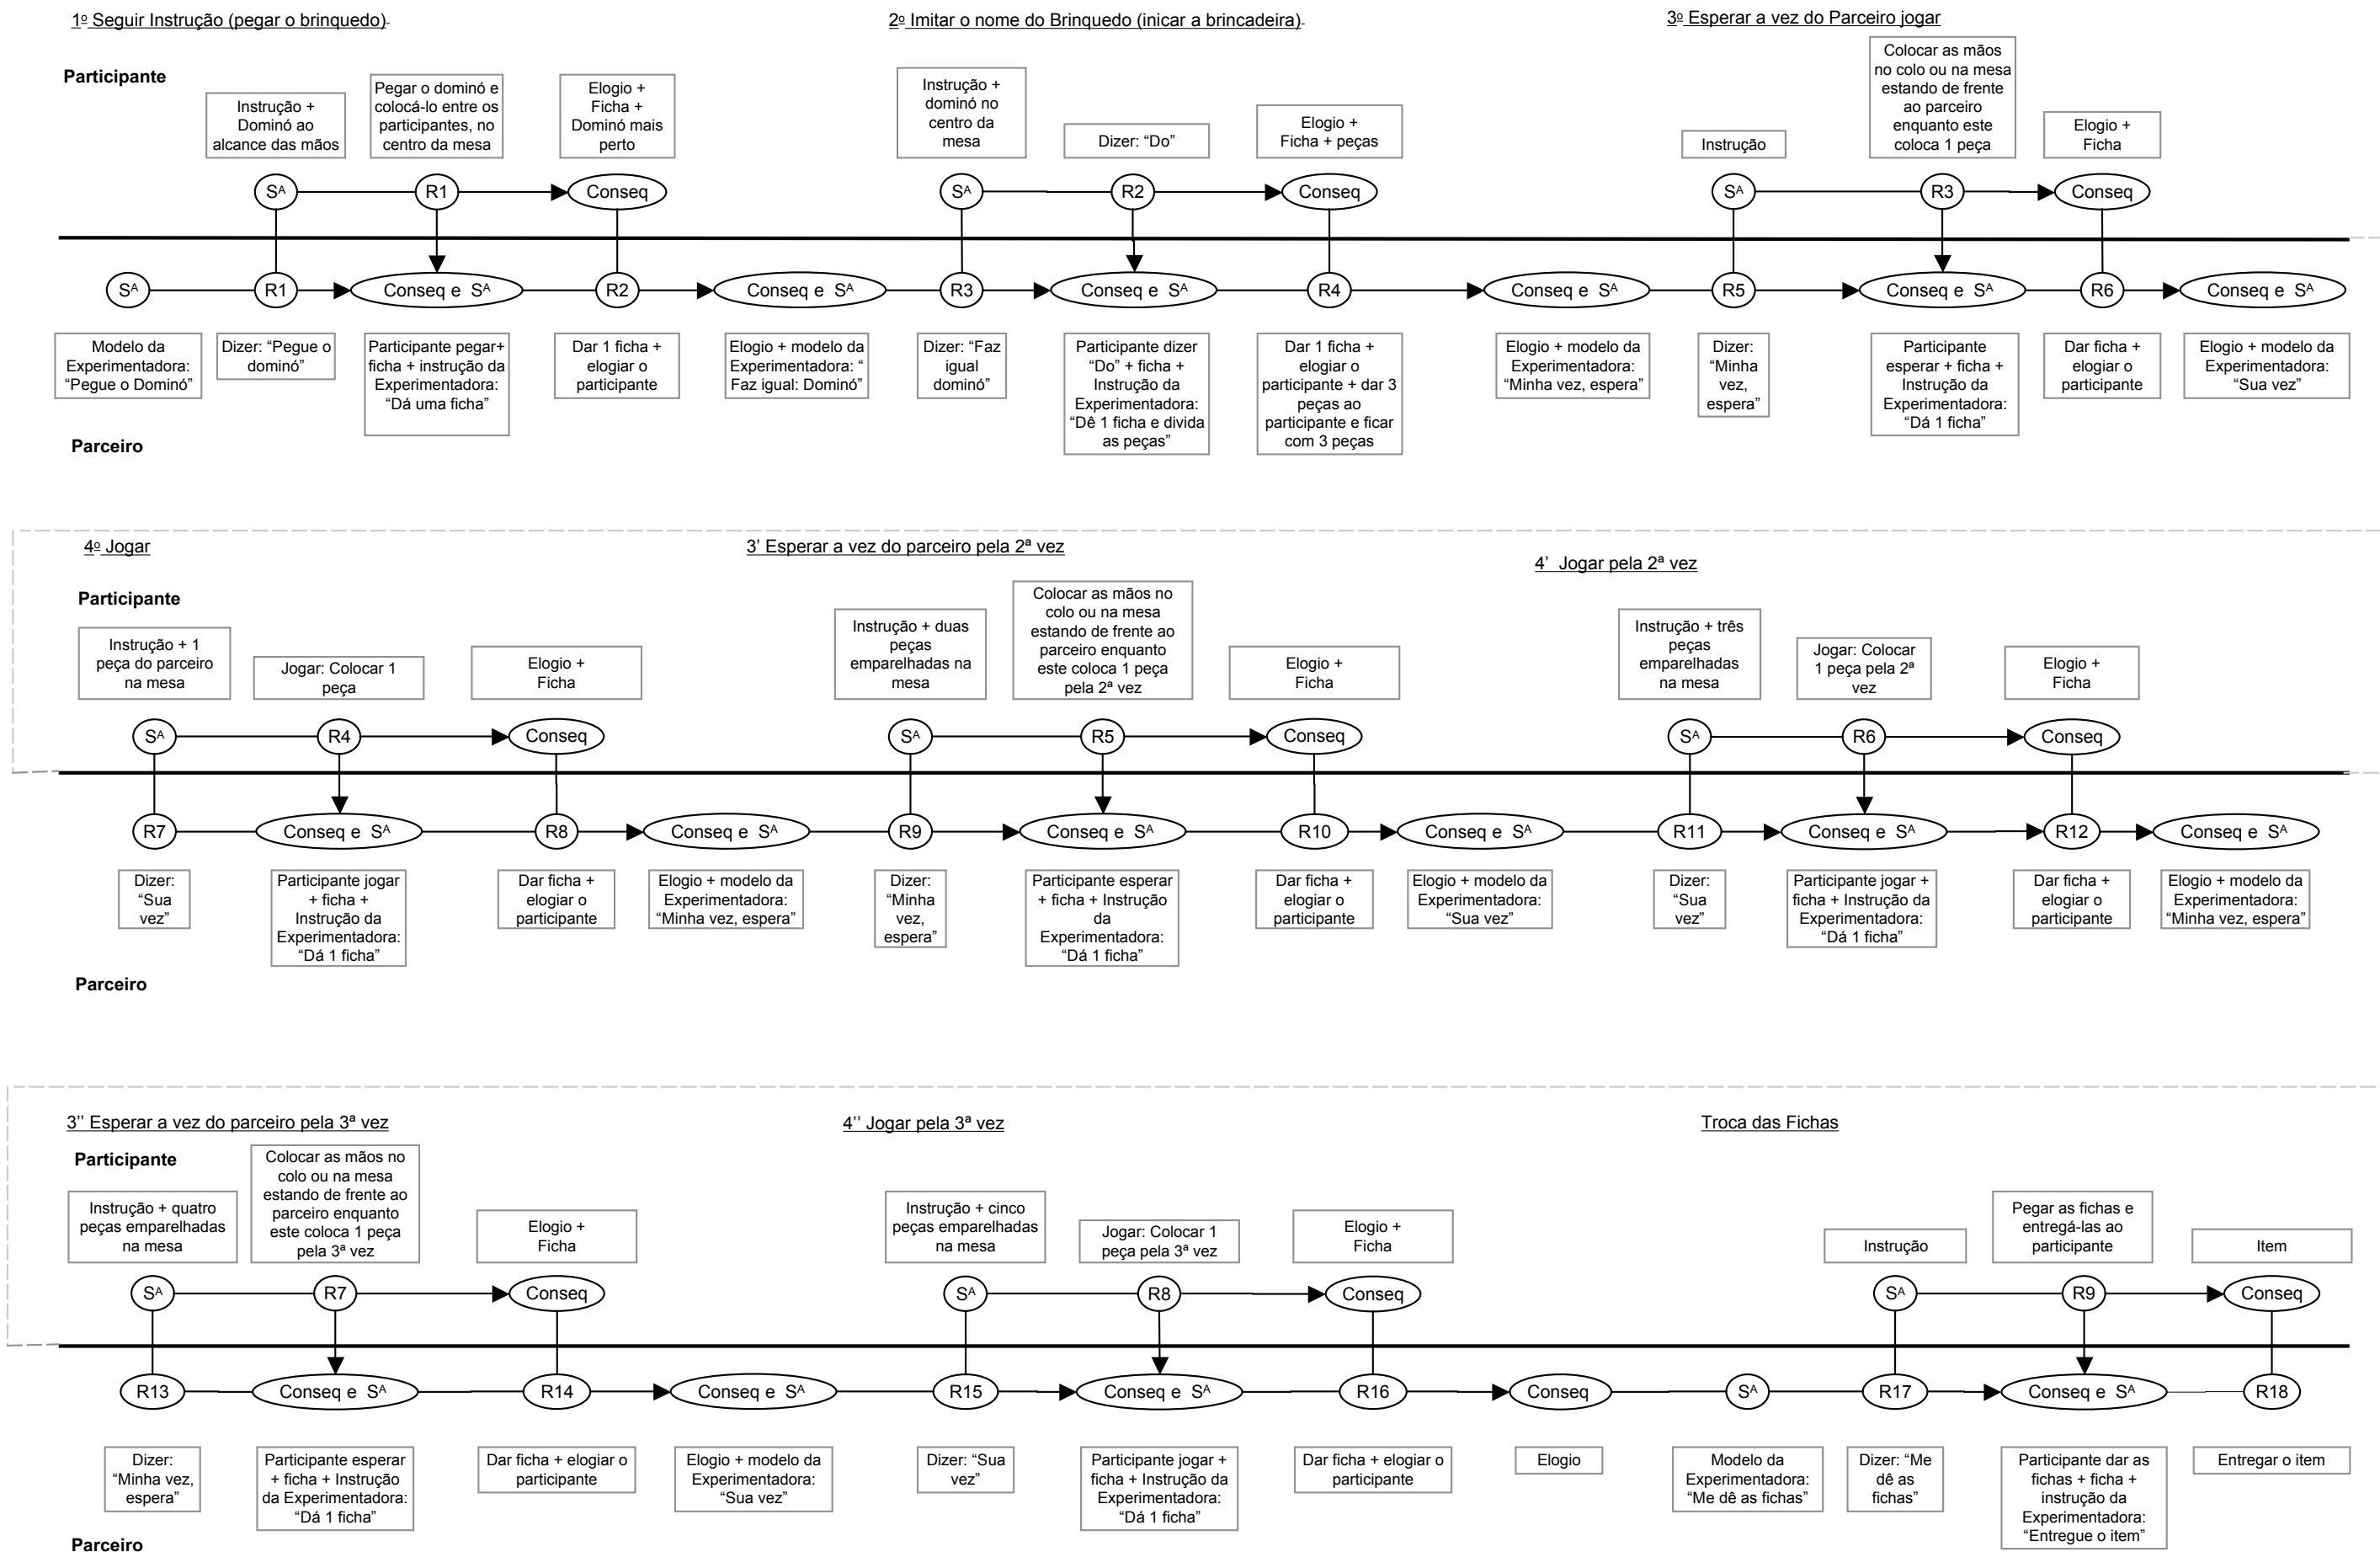 1º Seguir Instrução (pegar o brinquedo)
2º Imitar o nome do Brinquedo (inicar a brincadeira)
3º Esperar a vez do Parceiro jogar
Participante
Instrução +
Dominó ao
alcance das mãos
Pegar o dominó e
colocá-lo entre os
participantes, no
centro da mesa
Elogio +
Ficha +
Dominó mais
perto
Instrução +
dominó no
centro da
mesa
Dizer: “Do”
Elogio +
Ficha + peças
Instrução
Colocar as mãos
no colo ou na mesa
estando de frente
ao parceiro
enquanto este
coloca 1 peça
Elogio +
Ficha
Sᴬ
R1
Conseq
Sᴬ
R2
Conseq
Sᴬ
R3
Conseq
Sᴬ
R1
Conseq e Sᴬ
R2
Conseq e Sᴬ
R3
Conseq e Sᴬ
R4
Conseq e Sᴬ
R5
Conseq e Sᴬ
R6
Conseq e Sᴬ
Modelo da
Experimentadora:
“Pegue o Dominó”
Dizer: “Pegue o
dominó”
Participante pegar+
ficha + instrução da
Experimentadora:
“Dá uma ficha”
Dar 1 ficha +
elogiar o
participante
Elogio + modelo da
Experimentadora: “
Faz igual: Dominó”
Dizer: “Faz
igual
dominó”
Participante dizer
“Do” + ficha +
Instrução da
Experimentadora:
“Dê 1 ficha e divida
as peças”
Dar 1 ficha +
elogiar o
participante + dar 3
peças ao
participante e ficar
com 3 peças
Elogio + modelo da
Experimentadora:
“Minha vez, espera”
Dizer:
“Minha
vez,
espera”
Participante
esperar + ficha +
Instrução da
Experimentadora:
“Dá 1 ficha”
Dar ficha +
elogiar o
participante
Elogio + modelo da
Experimentadora:
“Sua vez”
Parceiro
4º Jogar
3’ Esperar a vez do parceiro pela 2ª vez
4’ Jogar pela 2ª vez
Participante
Instrução + 1
peça do parceiro
na mesa
Jogar: Colocar 1
peça
Elogio +
Ficha
Instrução + duas
peças
emparelhadas na
mesa
Colocar as mãos no
colo ou na mesa
estando de frente ao
parceiro enquanto
este coloca 1 peça
pela 2ª vez
Elogio +
Ficha
Instrução + três
peças
emparelhadas
na mesa
Jogar: Colocar
1 peça pela 2ª
vez
Elogio +
Ficha
Sᴬ
R4
Conseq
Sᴬ
R5
Conseq
Sᴬ
R6
Conseq
R7
Conseq e Sᴬ
R8
Conseq e Sᴬ
R9
Conseq e Sᴬ
R10
Conseq e Sᴬ
R11
Conseq e Sᴬ
R12
Conseq e Sᴬ
Dizer:
“Sua
vez”
Participante jogar
+ ficha +
Instrução da
Experimentadora:
“Dá 1 ficha”
Dar ficha +
elogiar o
participante
Elogio + modelo da
Experimentadora:
“Minha vez, espera”
Dizer:
“Minha
vez,
espera”
Participante esperar
+ ficha + Instrução
da
Experimentadora:
“Dá 1 ficha”
Dar ficha +
elogiar o
participante
Elogio + modelo da
Experimentadora:
“Sua vez”
Dizer:
“Sua
vez”
Participante jogar +
ficha + Instrução da
Experimentadora:
“Dá 1 ficha”
Dar ficha +
elogiar o
participante
Elogio + modelo da
Experimentadora:
“Minha vez, espera”
Parceiro
3’’ Esperar a vez do parceiro pela 3ª vez
4’’ Jogar pela 3ª vez
Troca das Fichas
Participante
Instrução + quatro
peças emparelhadas
na mesa
Colocar as mãos no
colo ou na mesa
estando de frente ao
parceiro enquanto
este coloca 1 peça
pela 3ª vez
Elogio +
Ficha
Instrução + cinco
peças emparelhadas
na mesa
Jogar: Colocar 1
peça pela 3ª vez
Elogio +
Ficha
Instrução
Pegar as fichas e
entregá-las ao
participante
Item
Sᴬ
R7
Conseq
Sᴬ
R8
Conseq
Sᴬ
R9
Conseq
R13
Conseq e Sᴬ
R14
Conseq e Sᴬ
R15
Conseq e Sᴬ
R16
Conseq
Sᴬ
R17
Conseq e Sᴬ
R18
Dizer:
“Minha vez,
espera”
Participante esperar
+ ficha + Instrução
da Experimentadora:
“Dá 1 ficha”
Dar ficha + elogiar o
participante
Elogio + modelo da
Experimentadora:
“Sua vez”
Dizer: “Sua
vez”
Participante jogar +
ficha + Instrução da
Experimentadora:
“Dá 1 ficha”
Dar ficha + elogiar o
participante
Elogio
Modelo da
Experimentadora:
“Me dê as fichas”
Dizer: “Me
dê as
fichas”
Participante dar as
fichas + ficha +
instrução da
Experimentadora:
“Entregue o item”
Entregar o item
Parceiro